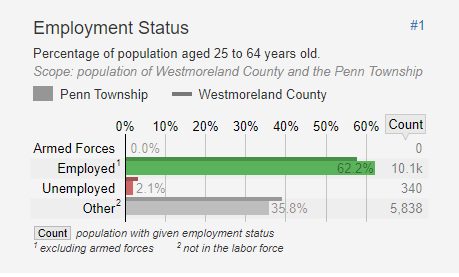 Employment Status #1
Percentage of population aged 25 to 64 years old.
Scope: population of Westmoreland County and the Penn Township
Penn Township Westmoreland County
0% 10% 20% 30% 40% 50% 60% Count
Armed Forces 0.0% 0
Employed¹ 62.2% 10.1k
Unemployed 2.1% 340
Other² 35.8% 5,838
Count population with given employment status
¹ excluding armed forces ² not in the labor force